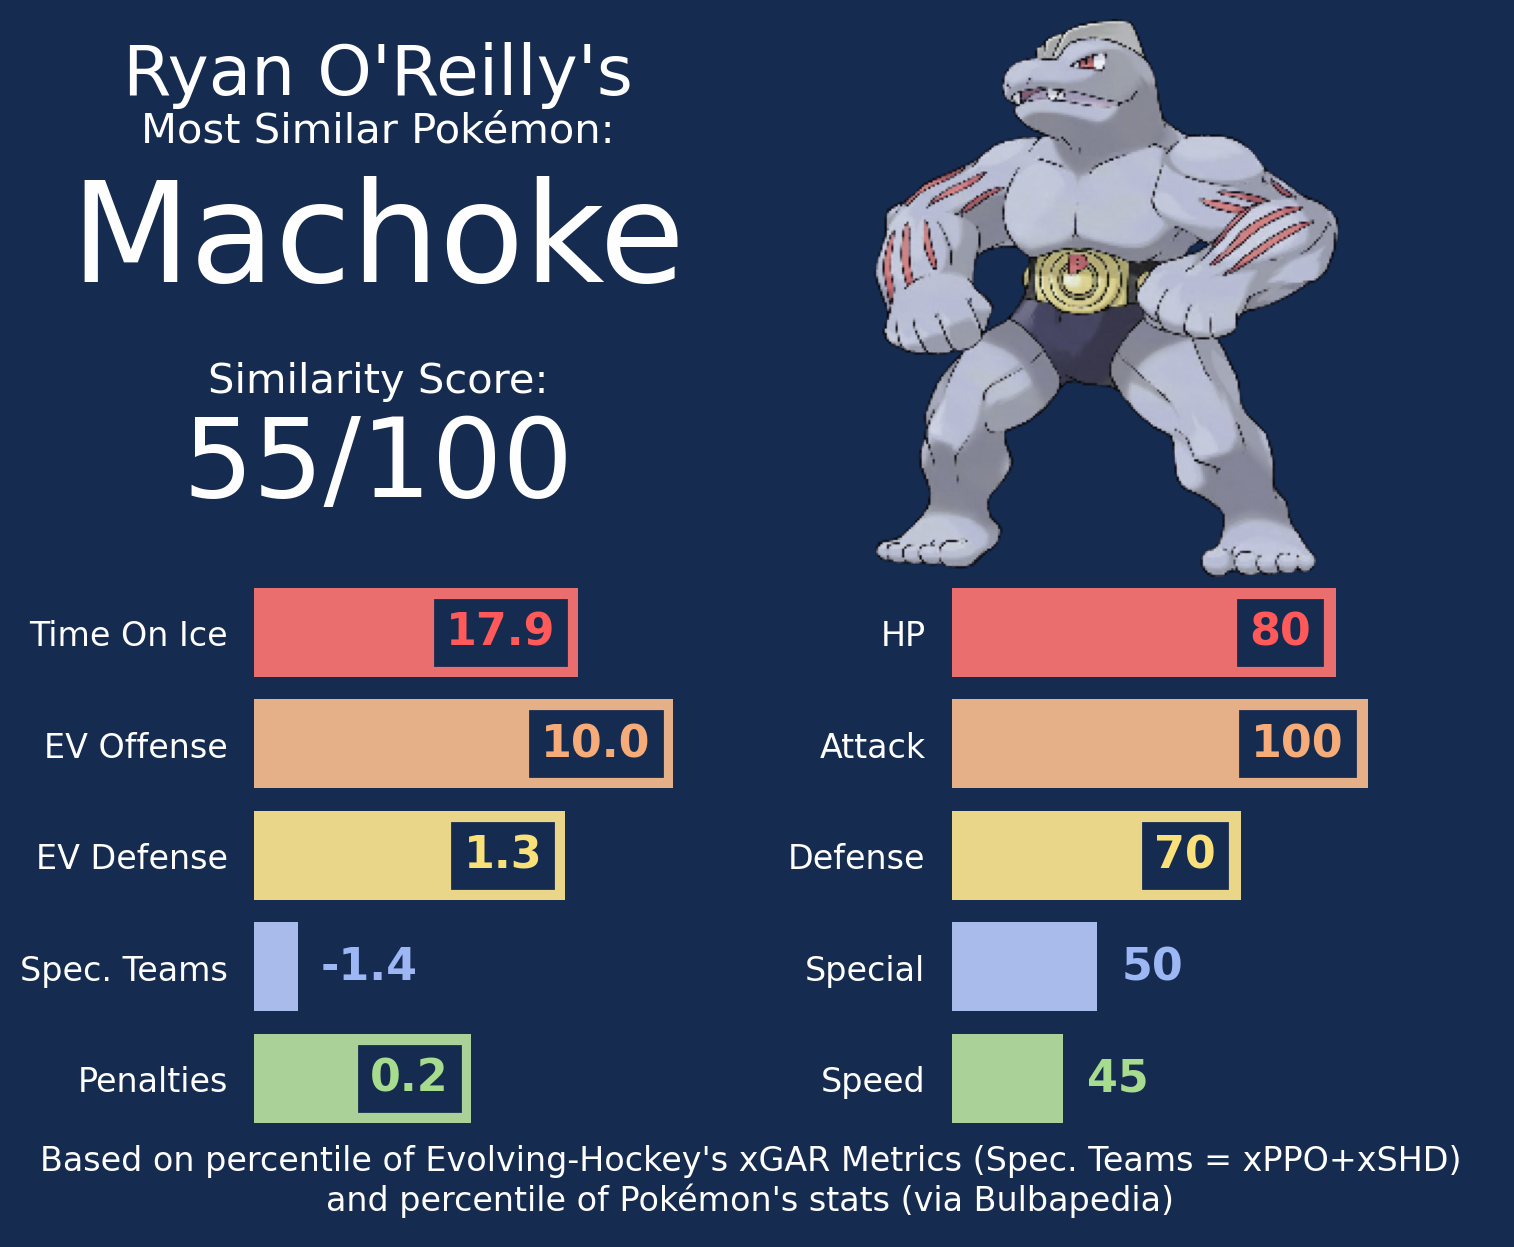 Ryan O'Reilly's
Most Similar Pokémon:
Machoke
Similarity Score:
55/100
P
Time On Ice 17.9
EV Offense 10.0
EV Defense 1.3
Spec. Teams -1.4
Penalties 0.2
HP 80
Attack 100
Defense 70
Special 50
Speed 45
Based on percentile of Evolving-Hockey's xGAR Metrics (Spec. Teams = xPPO+xSHD)
and percentile of Pokémon's stats (via Bulbapedia)